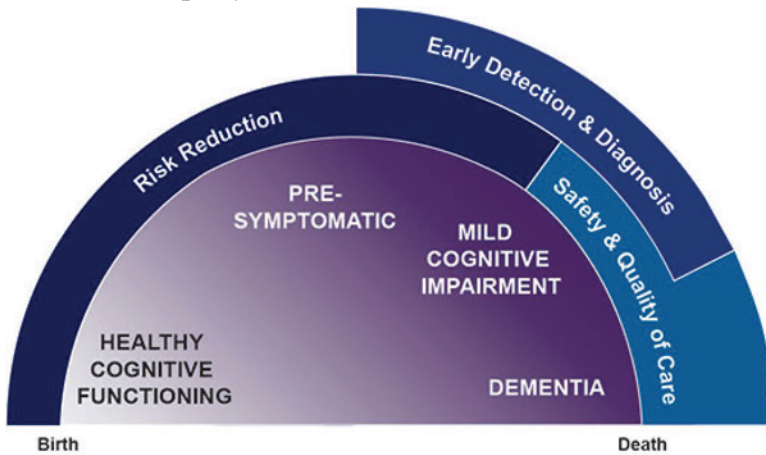 Early Detection & Diagnosis
Risk Reduction
PRE-
SYMPTOMATIC
MILD
COGNITIVE
IMPAIRMENT
Safety & Quality of Care
HEALTHY
COGNITIVE
FUNCTIONING
DEMENTIA
Birth
Death